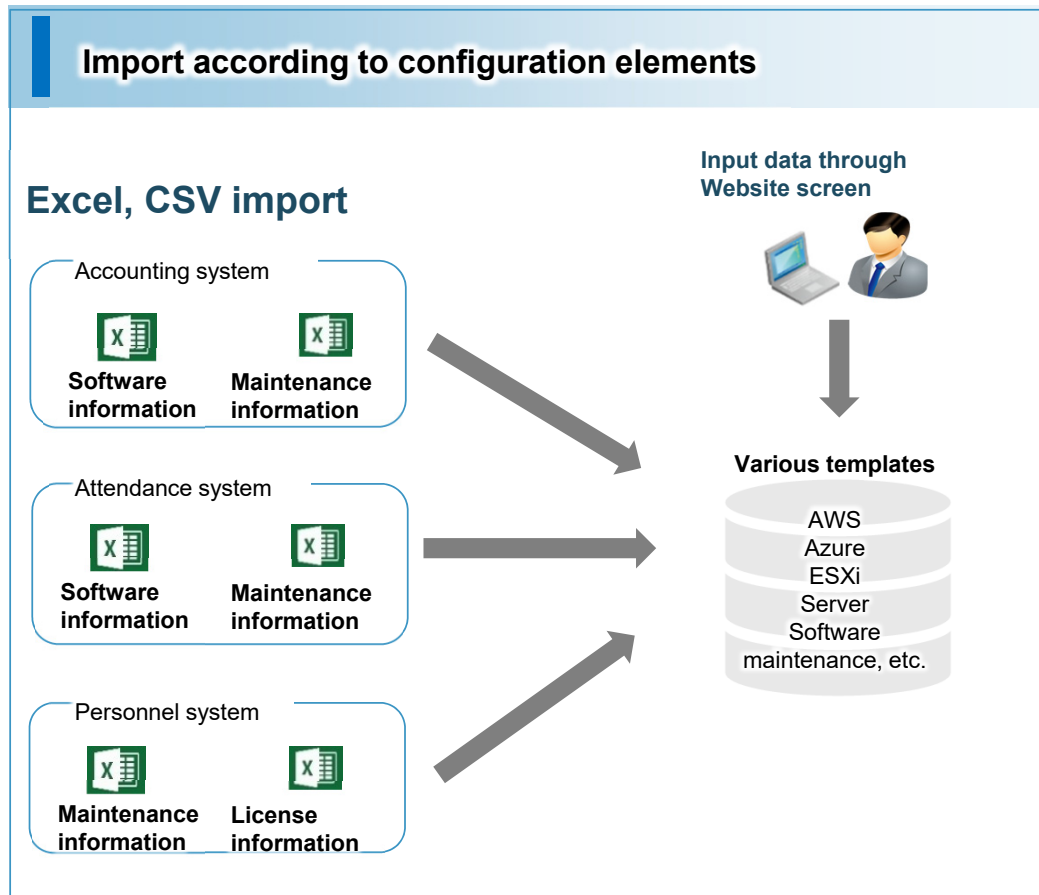 Import according to configuration elements
Excel, CSV import
Accounting system
Software
information
Maintenance
information
Attendance system
Software
information
Maintenance
information
Personnel system
Maintenance
information
License
information
Input data through
Website screen
Various templates
AWS
Azure
ESXi
Server
Software
maintenance, etc.